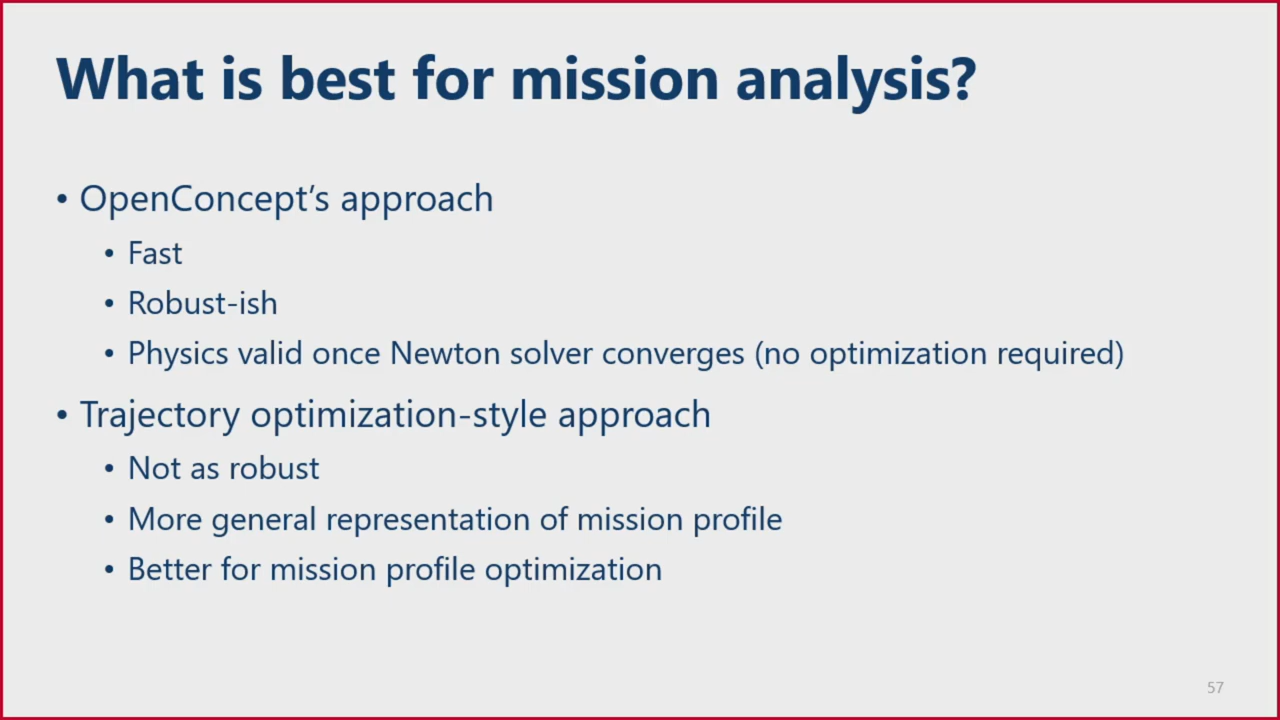 What is best for mission analysis?
• OpenConcept’s approach
• Fast
• Robust-ish
• Physics valid once Newton solver converges (no optimization required)
• Trajectory optimization-style approach
• Not as robust
• More general representation of mission profile
• Better for mission profile optimization
57